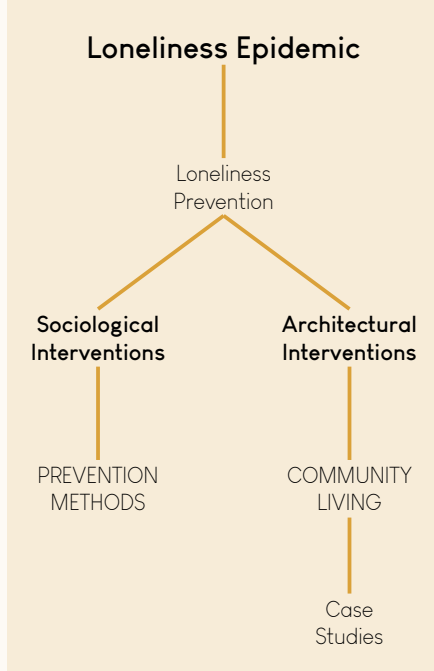 Loneliness Epidemic
Loneliness
Prevention
Sociological
Interventions
Architectural
Interventions
PREVENTION
METHODS
COMMUNITY
LIVING
Case
Studies